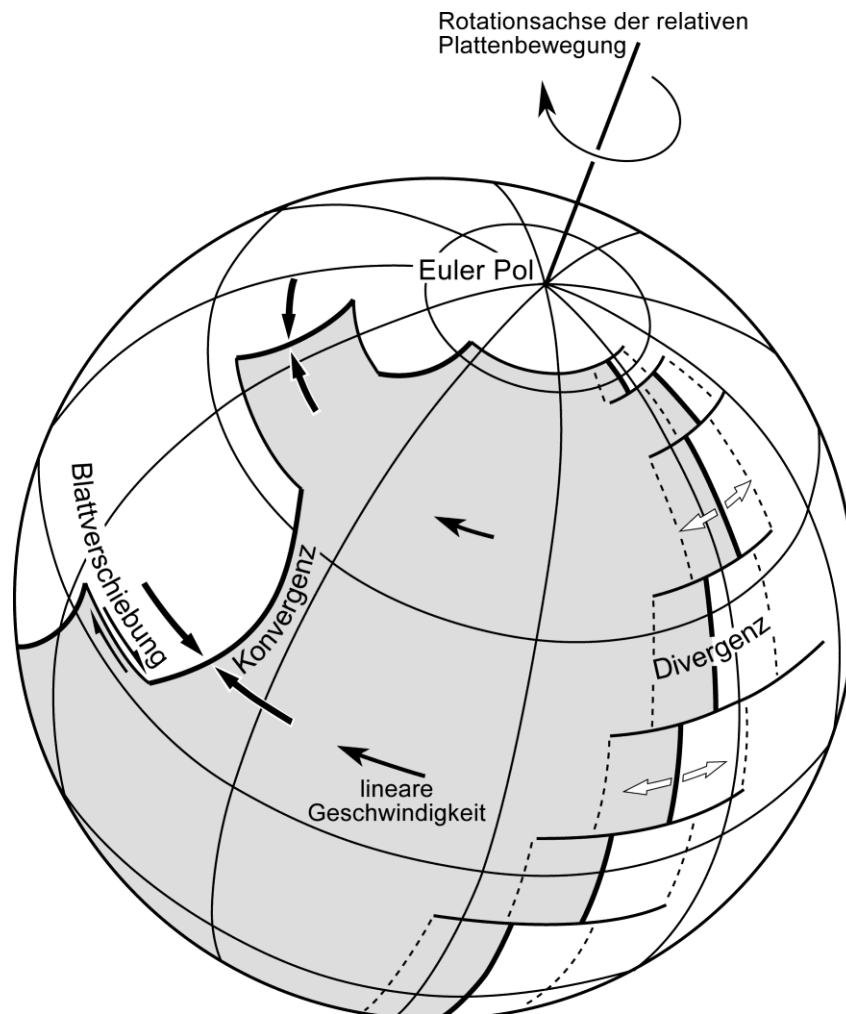 Rotationsachse der relativen
Plattenbewegung
Euler Pol
Blattverschiebung
Konvergenz
Divergenz
lineare
Geschwindigkeit